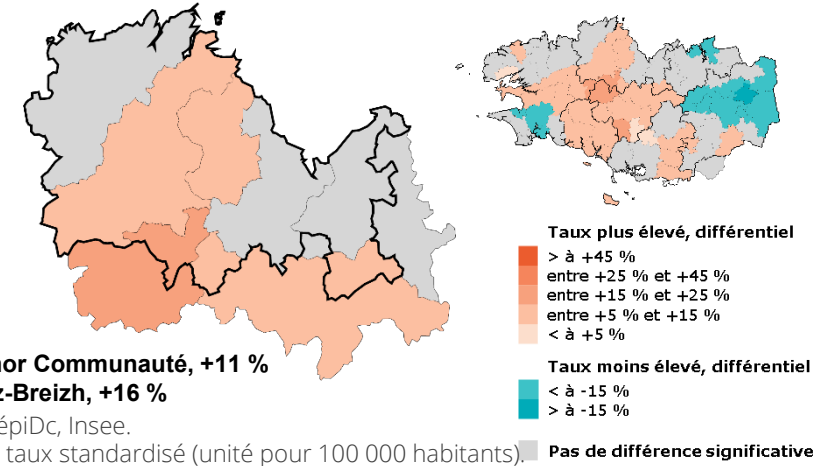 Taux plus élevé, différentiel
> à +45 %
entre +25 % et +45 %
entre +15 % et +25 %
entre +5 % et +15 %
< à +5 %
Taux moins élevé, différentiel
< à -15 %
> à -15 %
Pas de différence significative
or Communauté, +11 %
z-Breizh, +16 %
épiDc, Insee.
taux standardisé (unité pour 100 000 habitants).